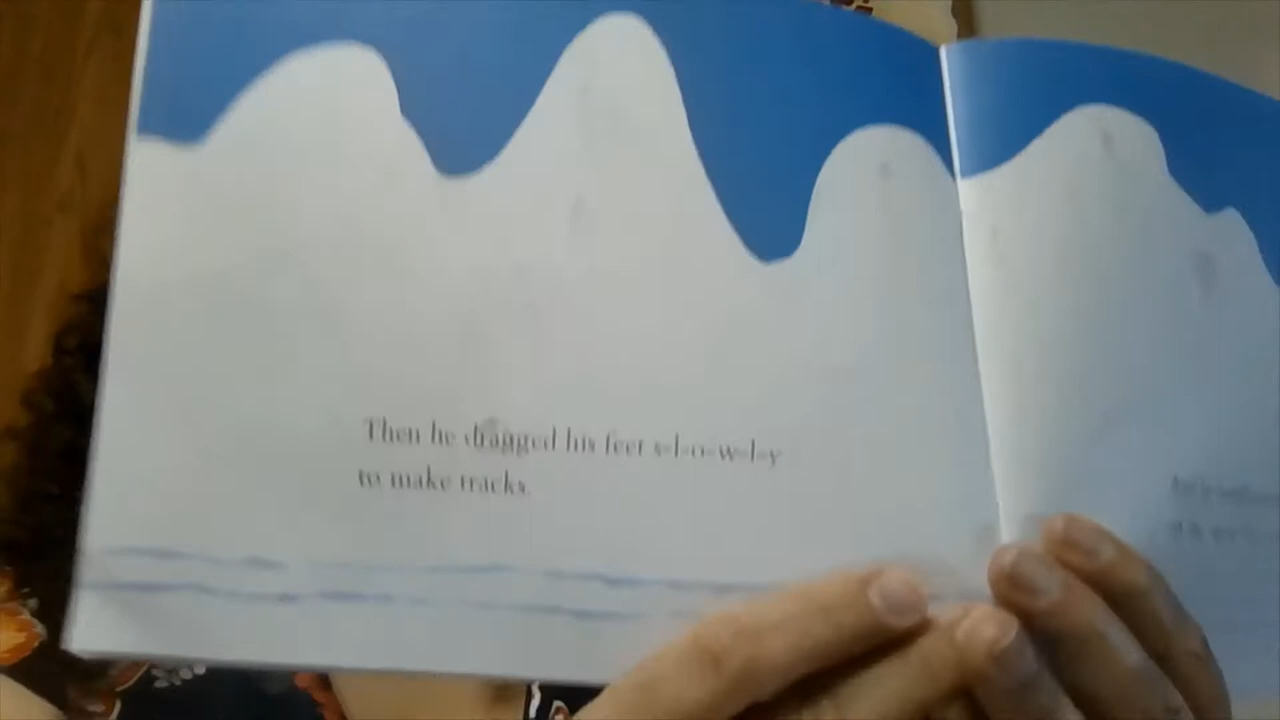 Then he dragged his feet s-l-o-w-l-y
to make tracks.